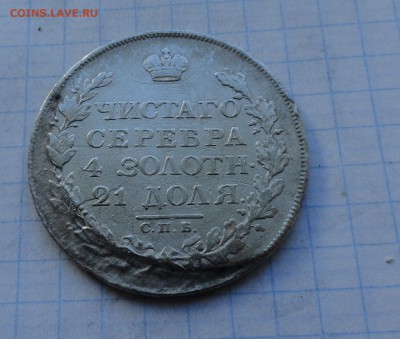 COINS.LAVE.RU
ЧИСТАГО
СЕРЕБРА
4 ЗОЛОТН.
21 ДОЛЯ.
С.П.Б.